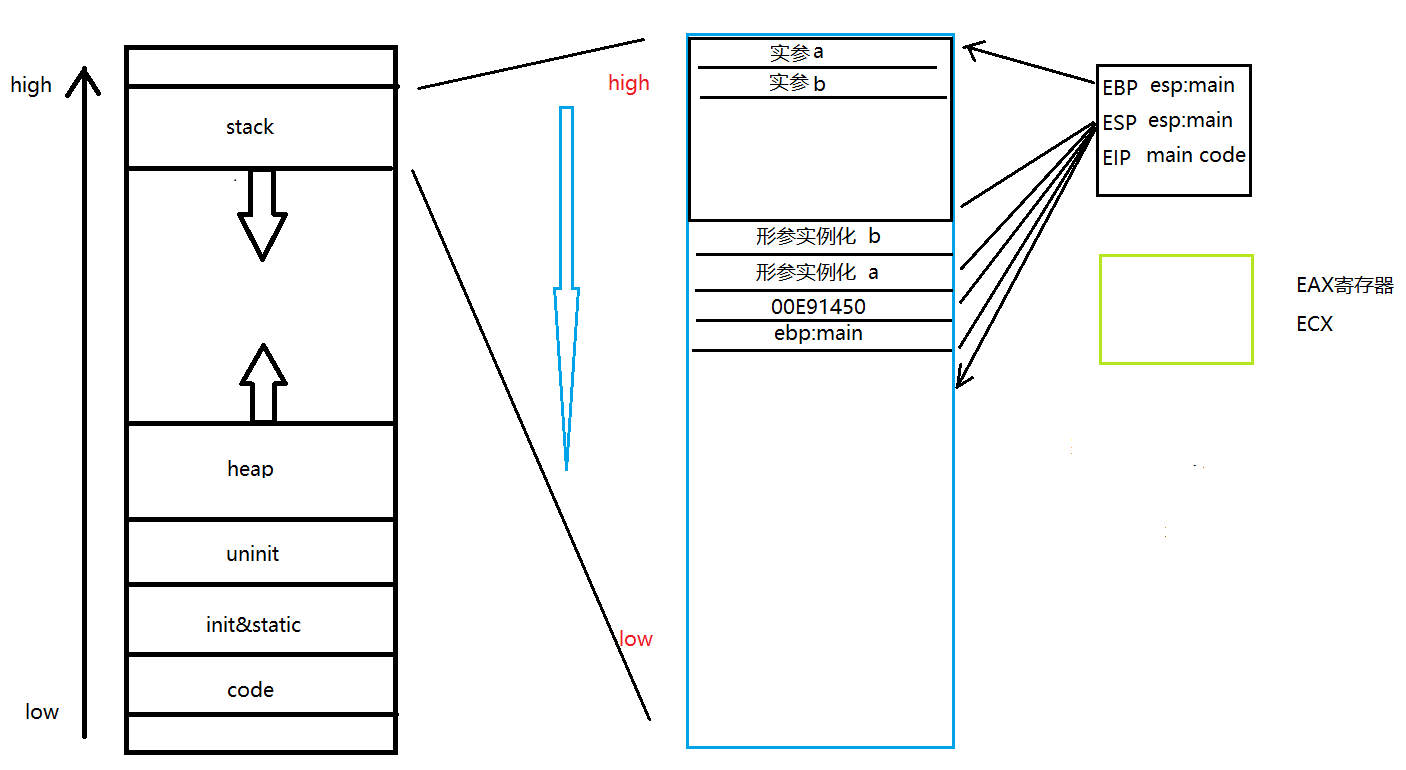 high
stack
heap
uninit
init&static
code
low
high
low
实参 a
实参 b
形参实例化 b
形参实例化 a
00E91450
ebp:main
EBP esp:main
ESP esp:main
EIP main code
EAX寄存器
ECX